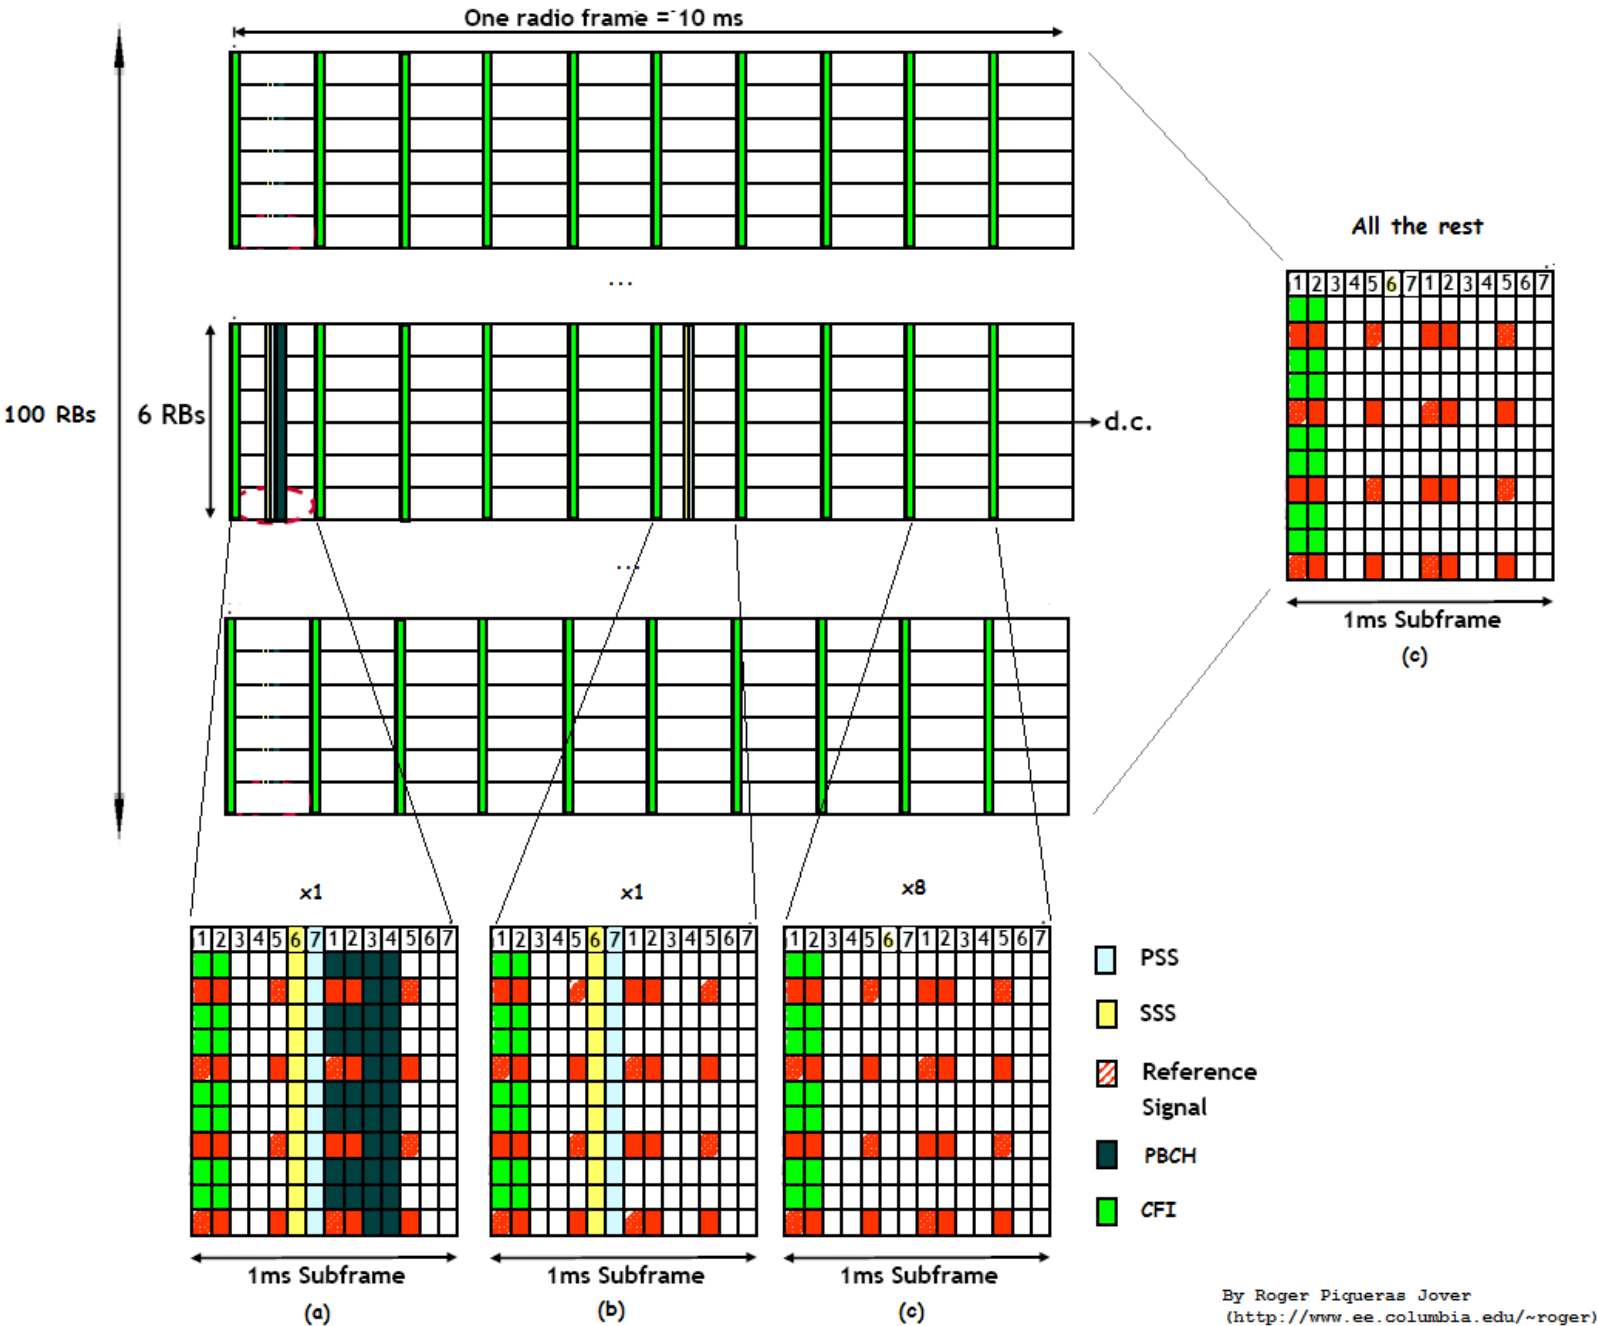 One radio frame = 10 ms
...
100 RBs
6 RBs
d.c.
...
All the rest
1 2 3 4 5 6 7 1 2 3 4 5 6 7
1ms Subframe
(c)
x1
x1
x8
1 2 3 4 5 6 7 1 2 3 4 5 6 7
1 2 3 4 5 6 7 1 2 3 4 5 6 7
1 2 3 4 5 6 7 1 2 3 4 5 6 7
1ms Subframe
(a)
1ms Subframe
(b)
1ms Subframe
(c)
PSS
SSS
Reference
Signal
PBCH
CFI
By Roger Piqueras Jover
(http://www.ee.columbia.edu/~roger)